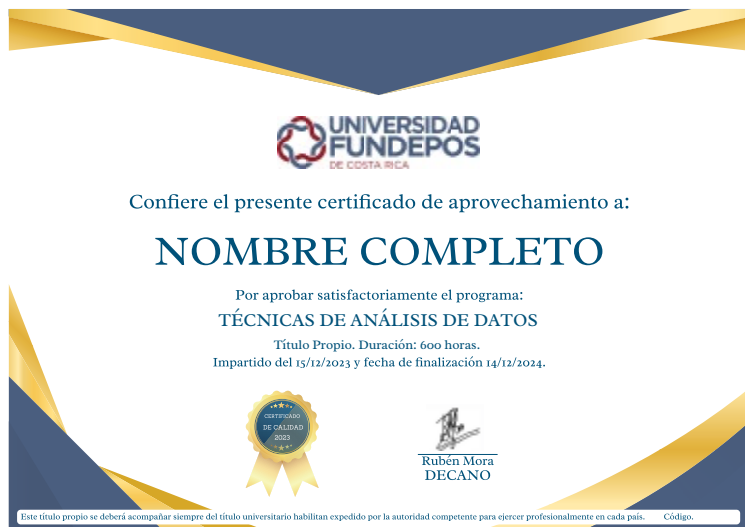 UNIVERSIDAD
FUNDEPOS
DE COSTA RICA
Confiere el presente certificado de aprovechamiento a:
NOMBRE COMPLETO
Por aprobar satisfactoriamente el programa:
TÉCNICAS DE ANÁLISIS DE DATOS
Título Propio. Duración: 600 horas.
Impartido del 15/12/2023 y fecha de finalización 14/12/2024.
CERTIFICADO
DE CALIDAD
2023
Rubén Mora
DECANO
Este título propio se deberá acompañar siempre del título universitario habilitan expedido por la autoridad competente para ejercer profesionalmente en cada país. Código.